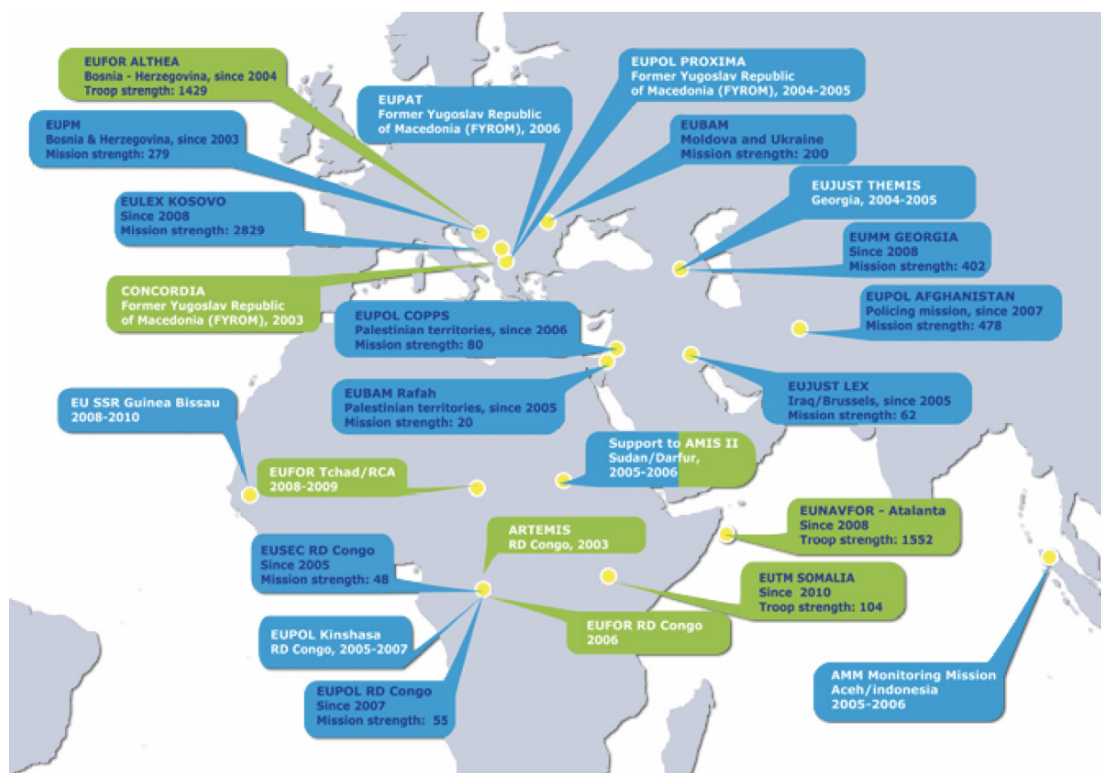 EUFOR ALTHEA
Bosnia - Herzegovina, since 2004
Troop strength: 1429
EUPOL PROXIMA
Former Yugoslav Republic
of Macedonia (FYROM), 2004-2005
EUPAT
Former Yugoslav Republic
of Macedonia (FYROM), 2006
EUPM
Bosnia & Herzegovina, since 2003
Mission strength: 279
EUBAM
Moldova and Ukraine
Mission strength: 200
EUJUST THEMIS
Georgia, 2004-2005
EULEX KOSOVO
Since 2008
Mission strength: 2829
EUMM GEORGIA
Since 2008
Mission strength: 402
CONCORDIA
Former Yugoslav Republic
of Macedonia (FYROM), 2003
EUPOL AFGHANISTAN
Policing mission, since 2007
Mission strength: 478
EUPOL COPPS
Palestinian territories, since 2006
Mission strength: 80
EUBAM Rafah
Palestinian territories, since 2005
Mission strength: 20
EUJUST LEX
Iraq/Brussels, since 2005
Mission strength: 62
EU SSR Guinea Bissau
2008-2010
Support to AMIS II
Sudan/Darfur,
2005-2006
EUFOR Tchad/RCA
2008-2009
EUNAVFOR - Atalanta
Since 2008
Troop strength: 1552
ARTEMIS
RD Congo, 2003
EUSEC RD Congo
Since 2005
Mission strength: 48
EUTM SOMALIA
Since 2010
Troop strength: 104
EUFOR RD Congo
2006
EUPOL Kinshasa
RD Congo, 2005-2007
EUPOL RD Congo
Since 2007
Mission strength: 55
AMM Monitoring Mission
Aceh/indonesia
2005-2006